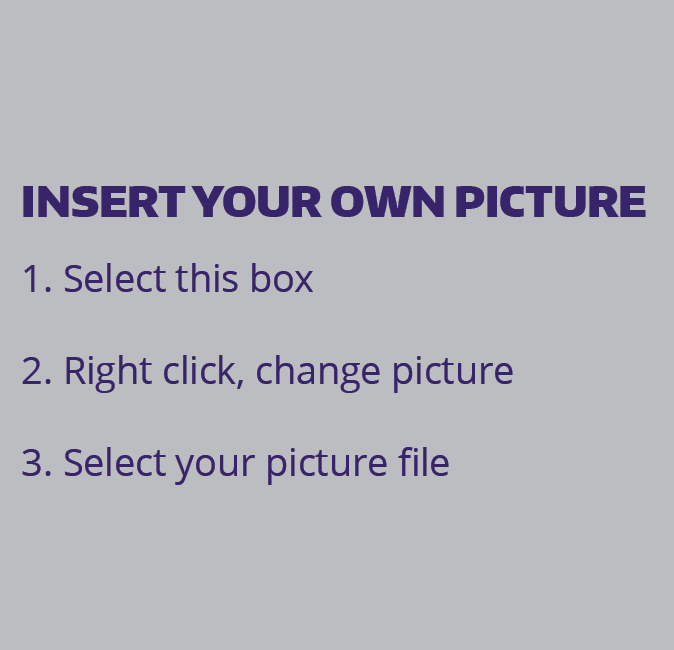 INSERT YOUR OWN PICTURE
1. Select this box
2. Right click, change picture
3. Select your picture file